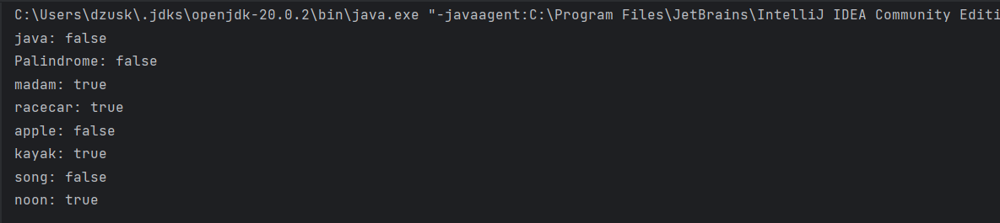 C:\Users\dzusk\.jdks\openjdk-20.0.2\bin\java.exe "-javaagent:C:\Program Files\JetBrains\IntelliJ IDEA Community Editi
java: false
Palindrome: false
madam: true
racecar: true
apple: false
kayak: true
song: false
noon: true